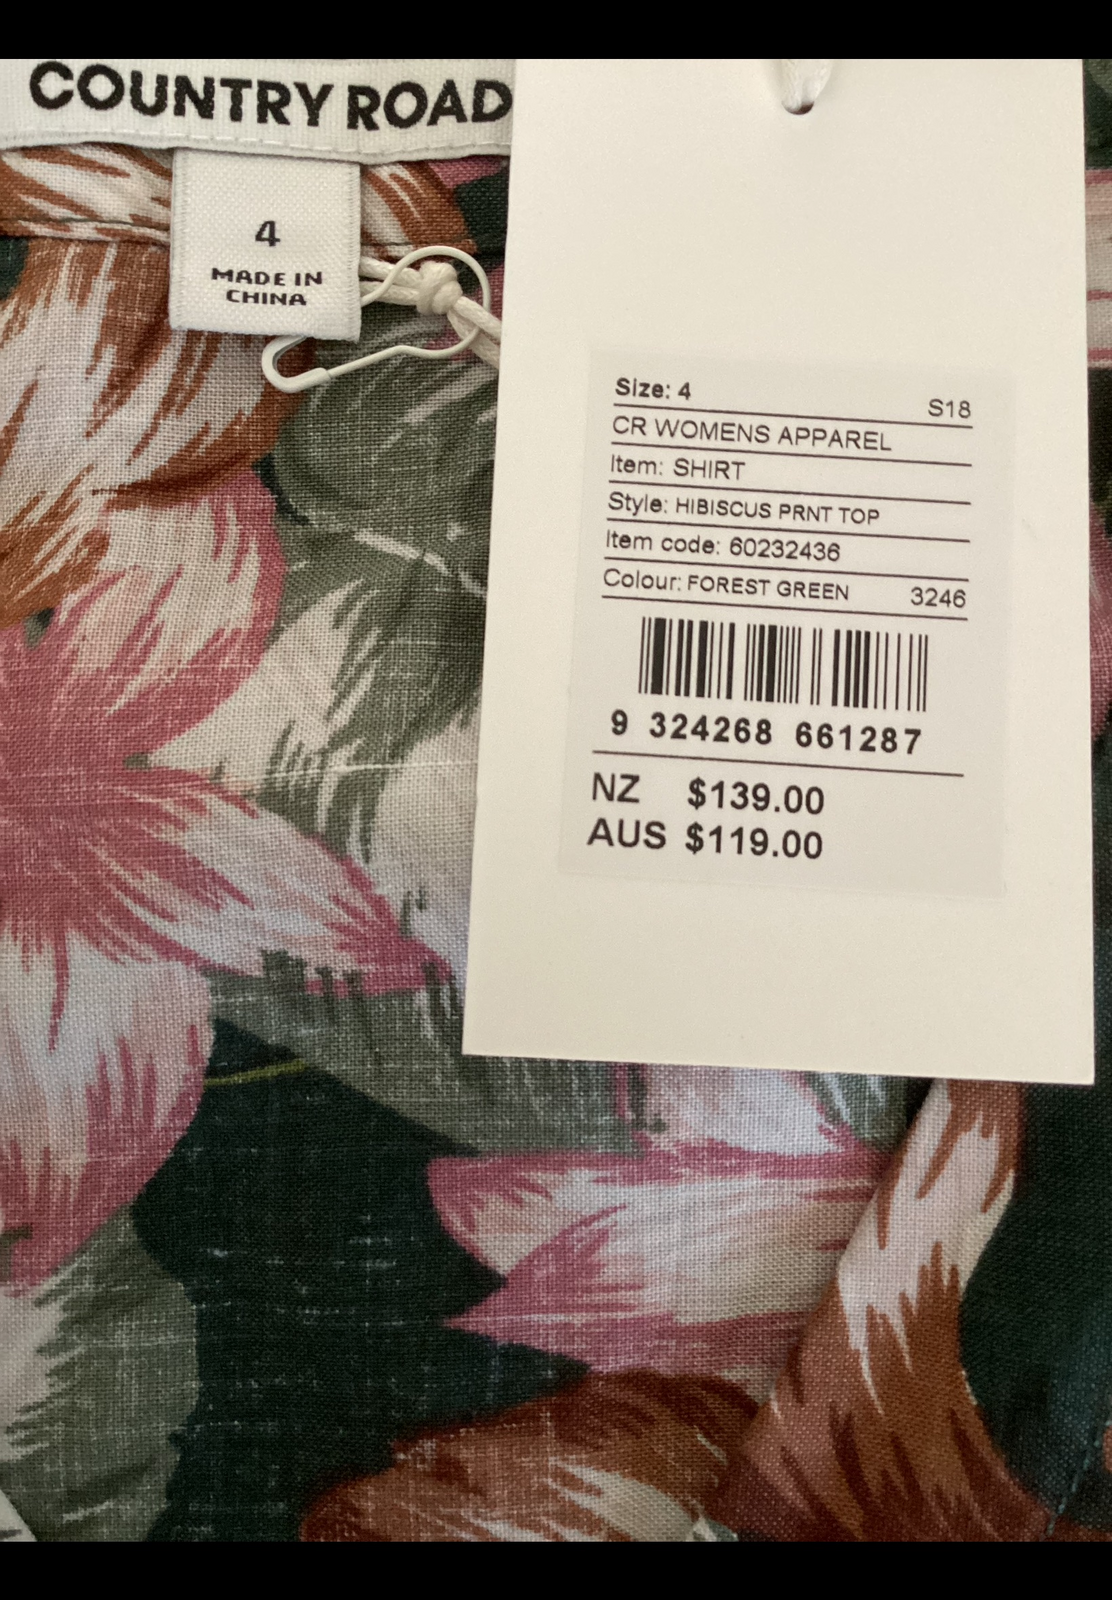 COUNTRY ROAD
4
MADE IN
CHINA
Size: 4 S18
CR WOMENS APPAREL
Item: SHIRT
Style: HIBISCUS PRNT TOP
Item code: 60232436
Colour: FOREST GREEN 3246
9 324268 661287
NZ $139.00
AUS $119.00